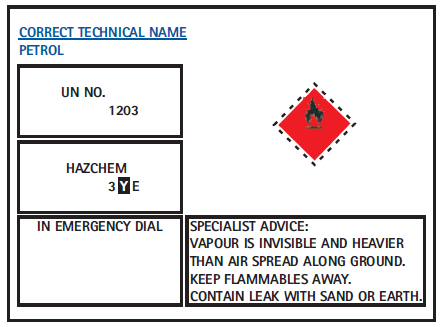 CORRECT TECHNICAL NAME
PETROL
UN NO.
1203
HAZCHEM
3 Y E
IN EMERGENCY DIAL
SPECIALIST ADVICE:
VAPOUR IS INVISIBLE AND HEAVIER
THAN AIR SPREAD ALONG GROUND.
KEEP FLAMMABLES AWAY.
CONTAIN LEAK WITH SAND OR EARTH.